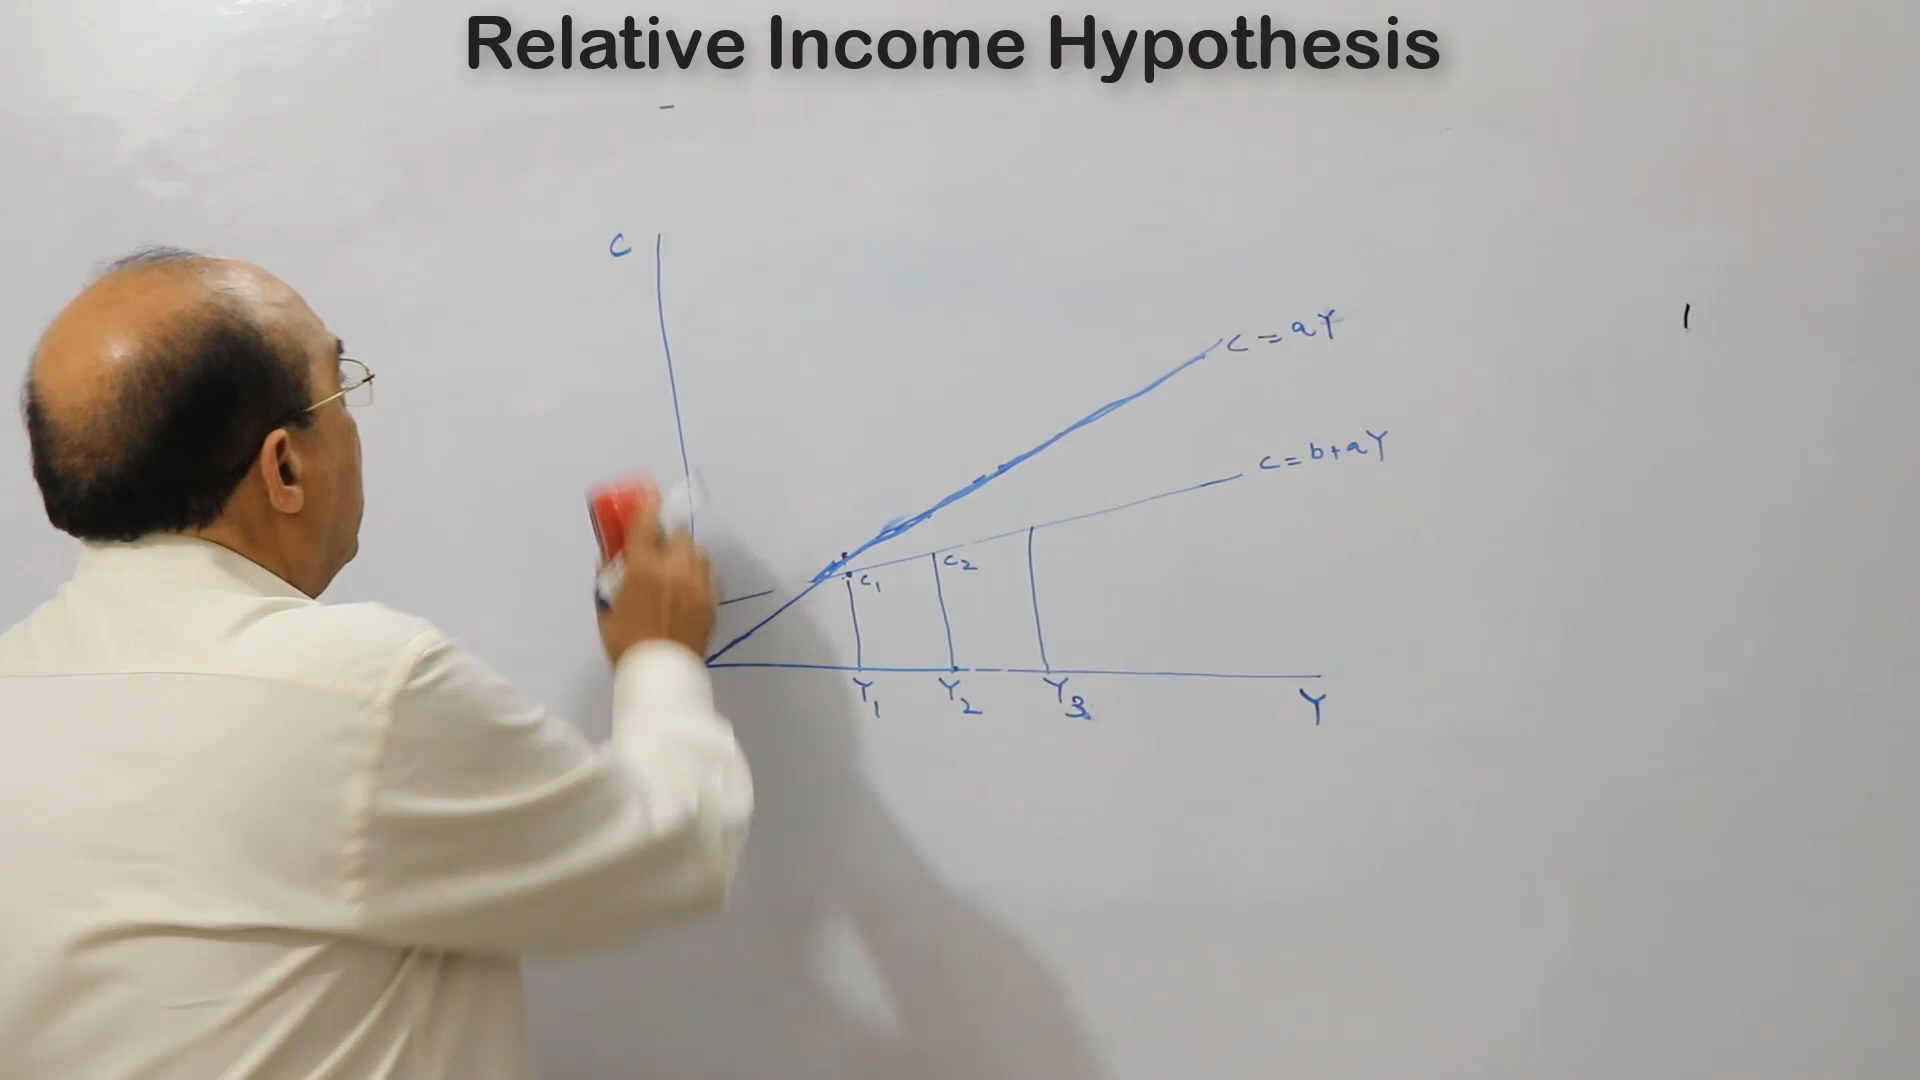 Relative Income Hypothesis
C
C = aY
C = b + aY
C1
C2
Y1
Y2
Y3
Y